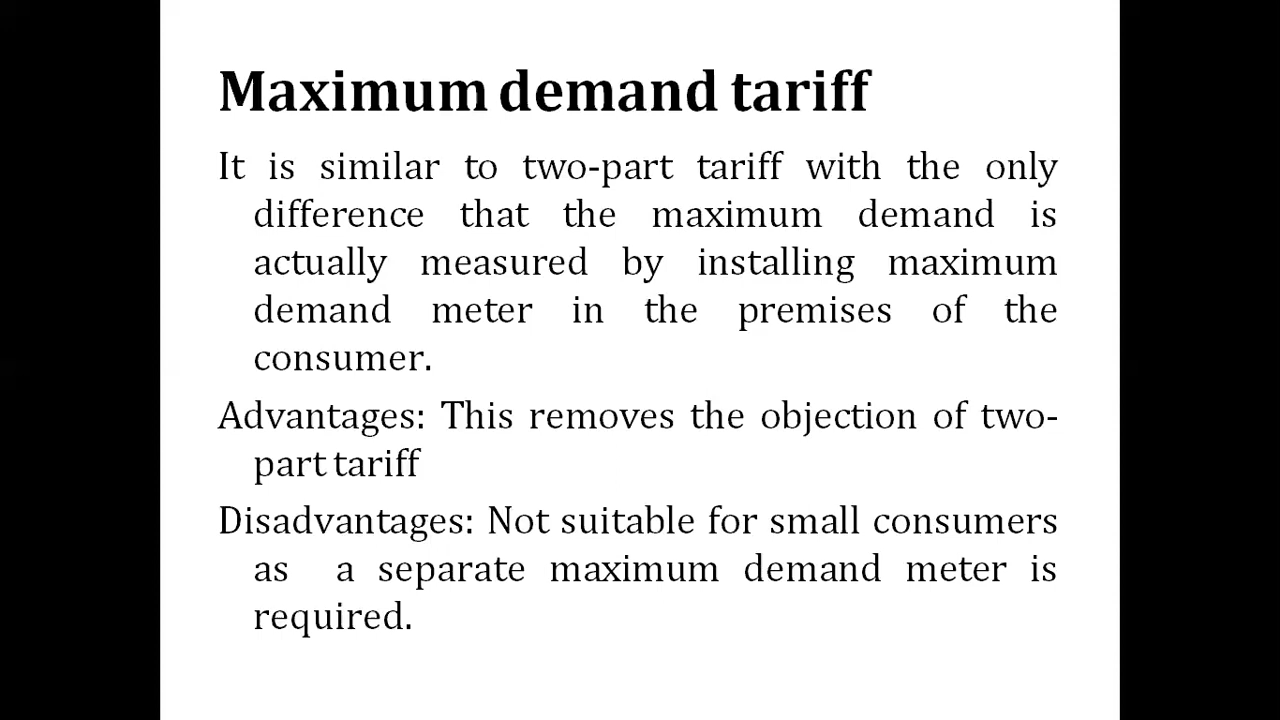 Maximum demand tariff
It is similar to two-part tariff with the only
difference that the maximum demand is
actually measured by installing maximum
demand meter in the premises of the
consumer.
Advantages: This removes the objection of two-
part tariff
Disadvantages: Not suitable for small consumers
as a separate maximum demand meter is
required.